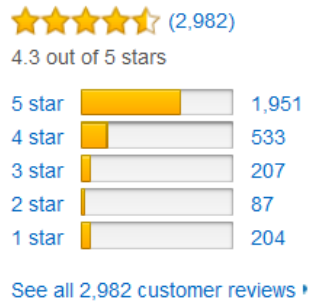 (2,982)
4.3 out of 5 stars
5 star 1,951
4 star 533
3 star 207
2 star 87
1 star 204
See all 2,982 customer reviews